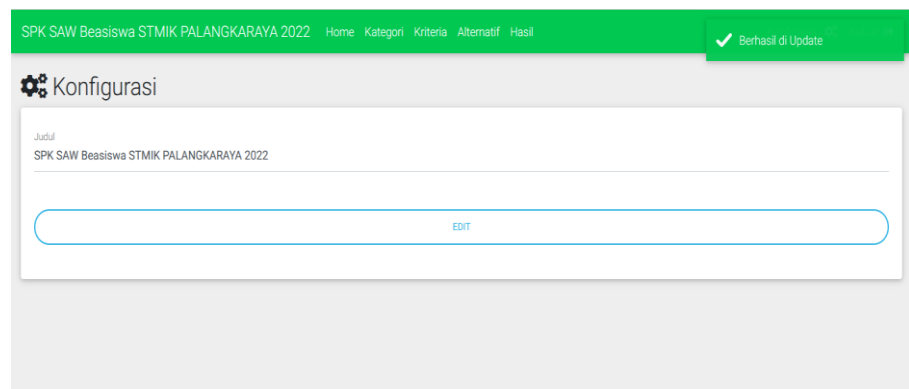 SPK SAW Beasiswa STMIK PALANGKARAYA 2022 Home Kategori Kriteria Alternatif Hasil
Berhasil di Update
Konfigurasi
Judul
SPK SAW Beasiswa STMIK PALANGKARAYA 2022
EDIT